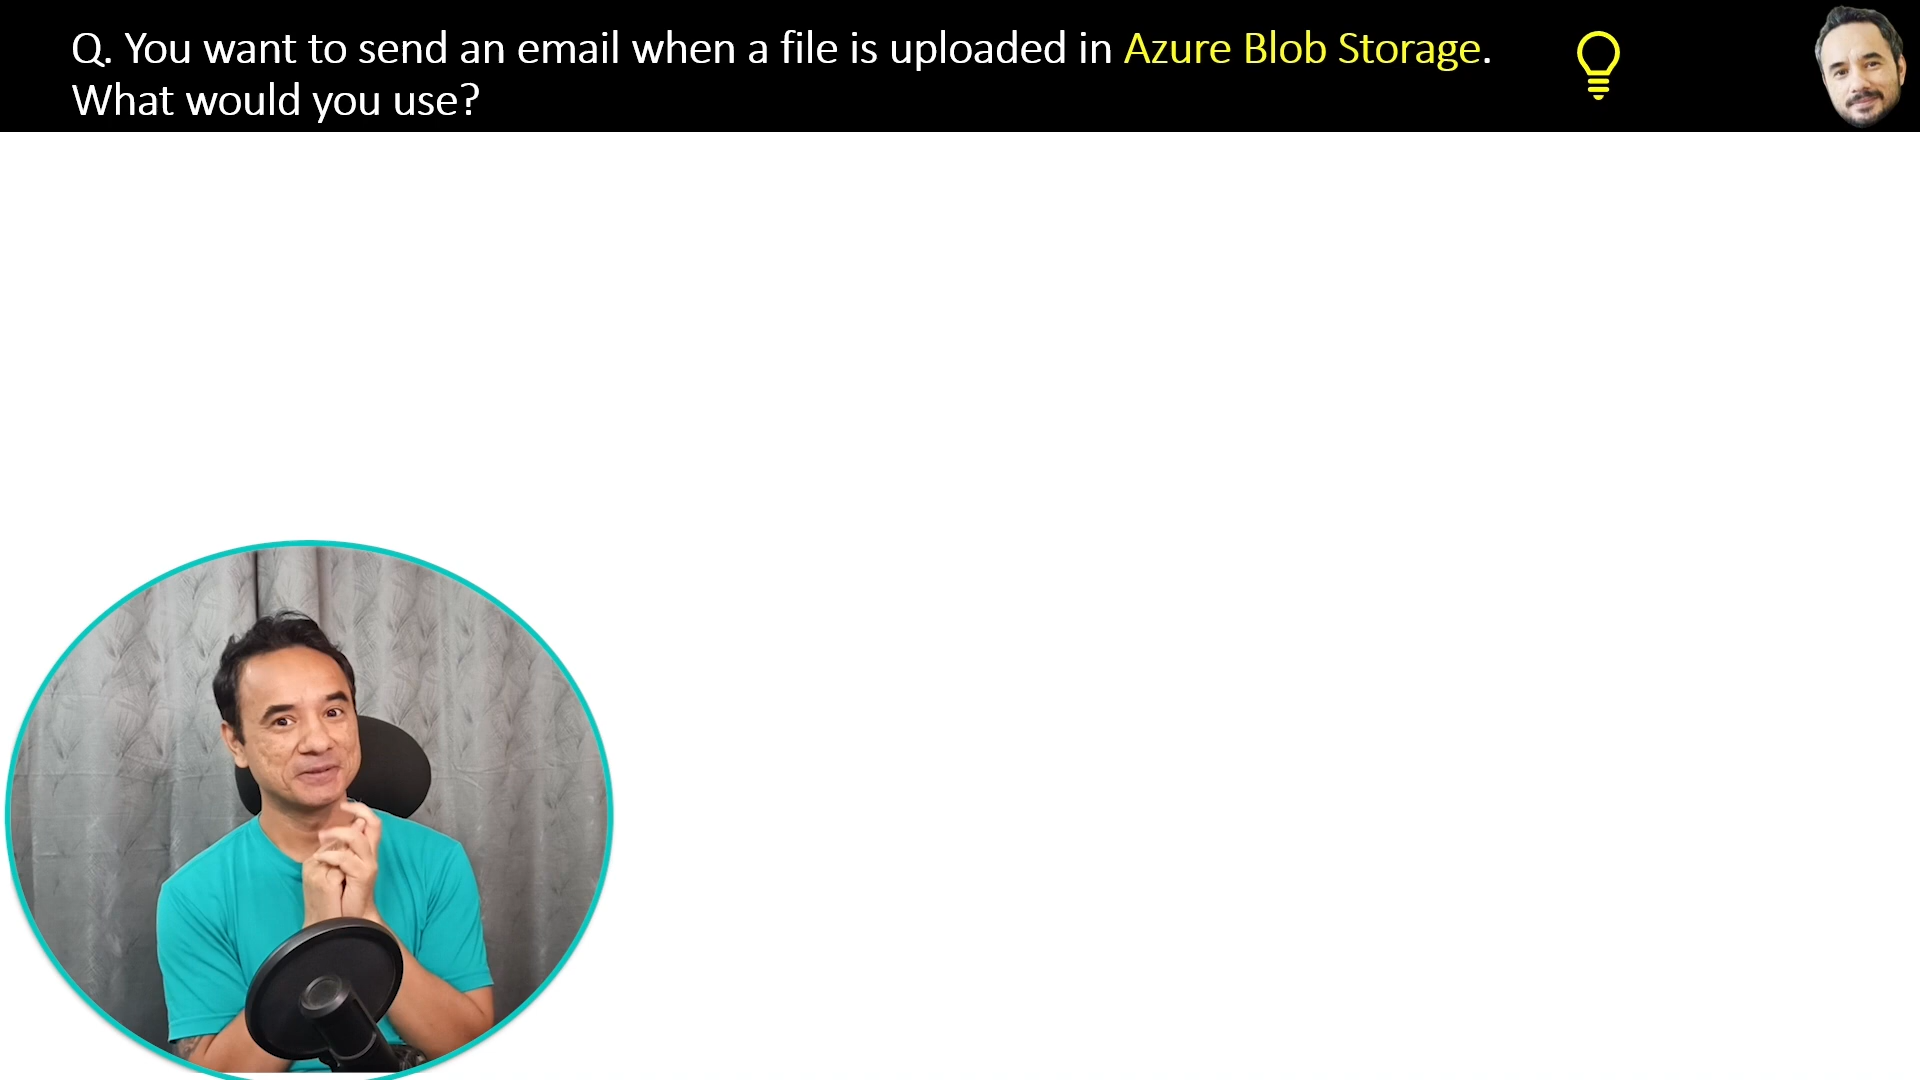 Q. You want to send an email when a file is uploaded in Azure Blob Storage.
What would you use?